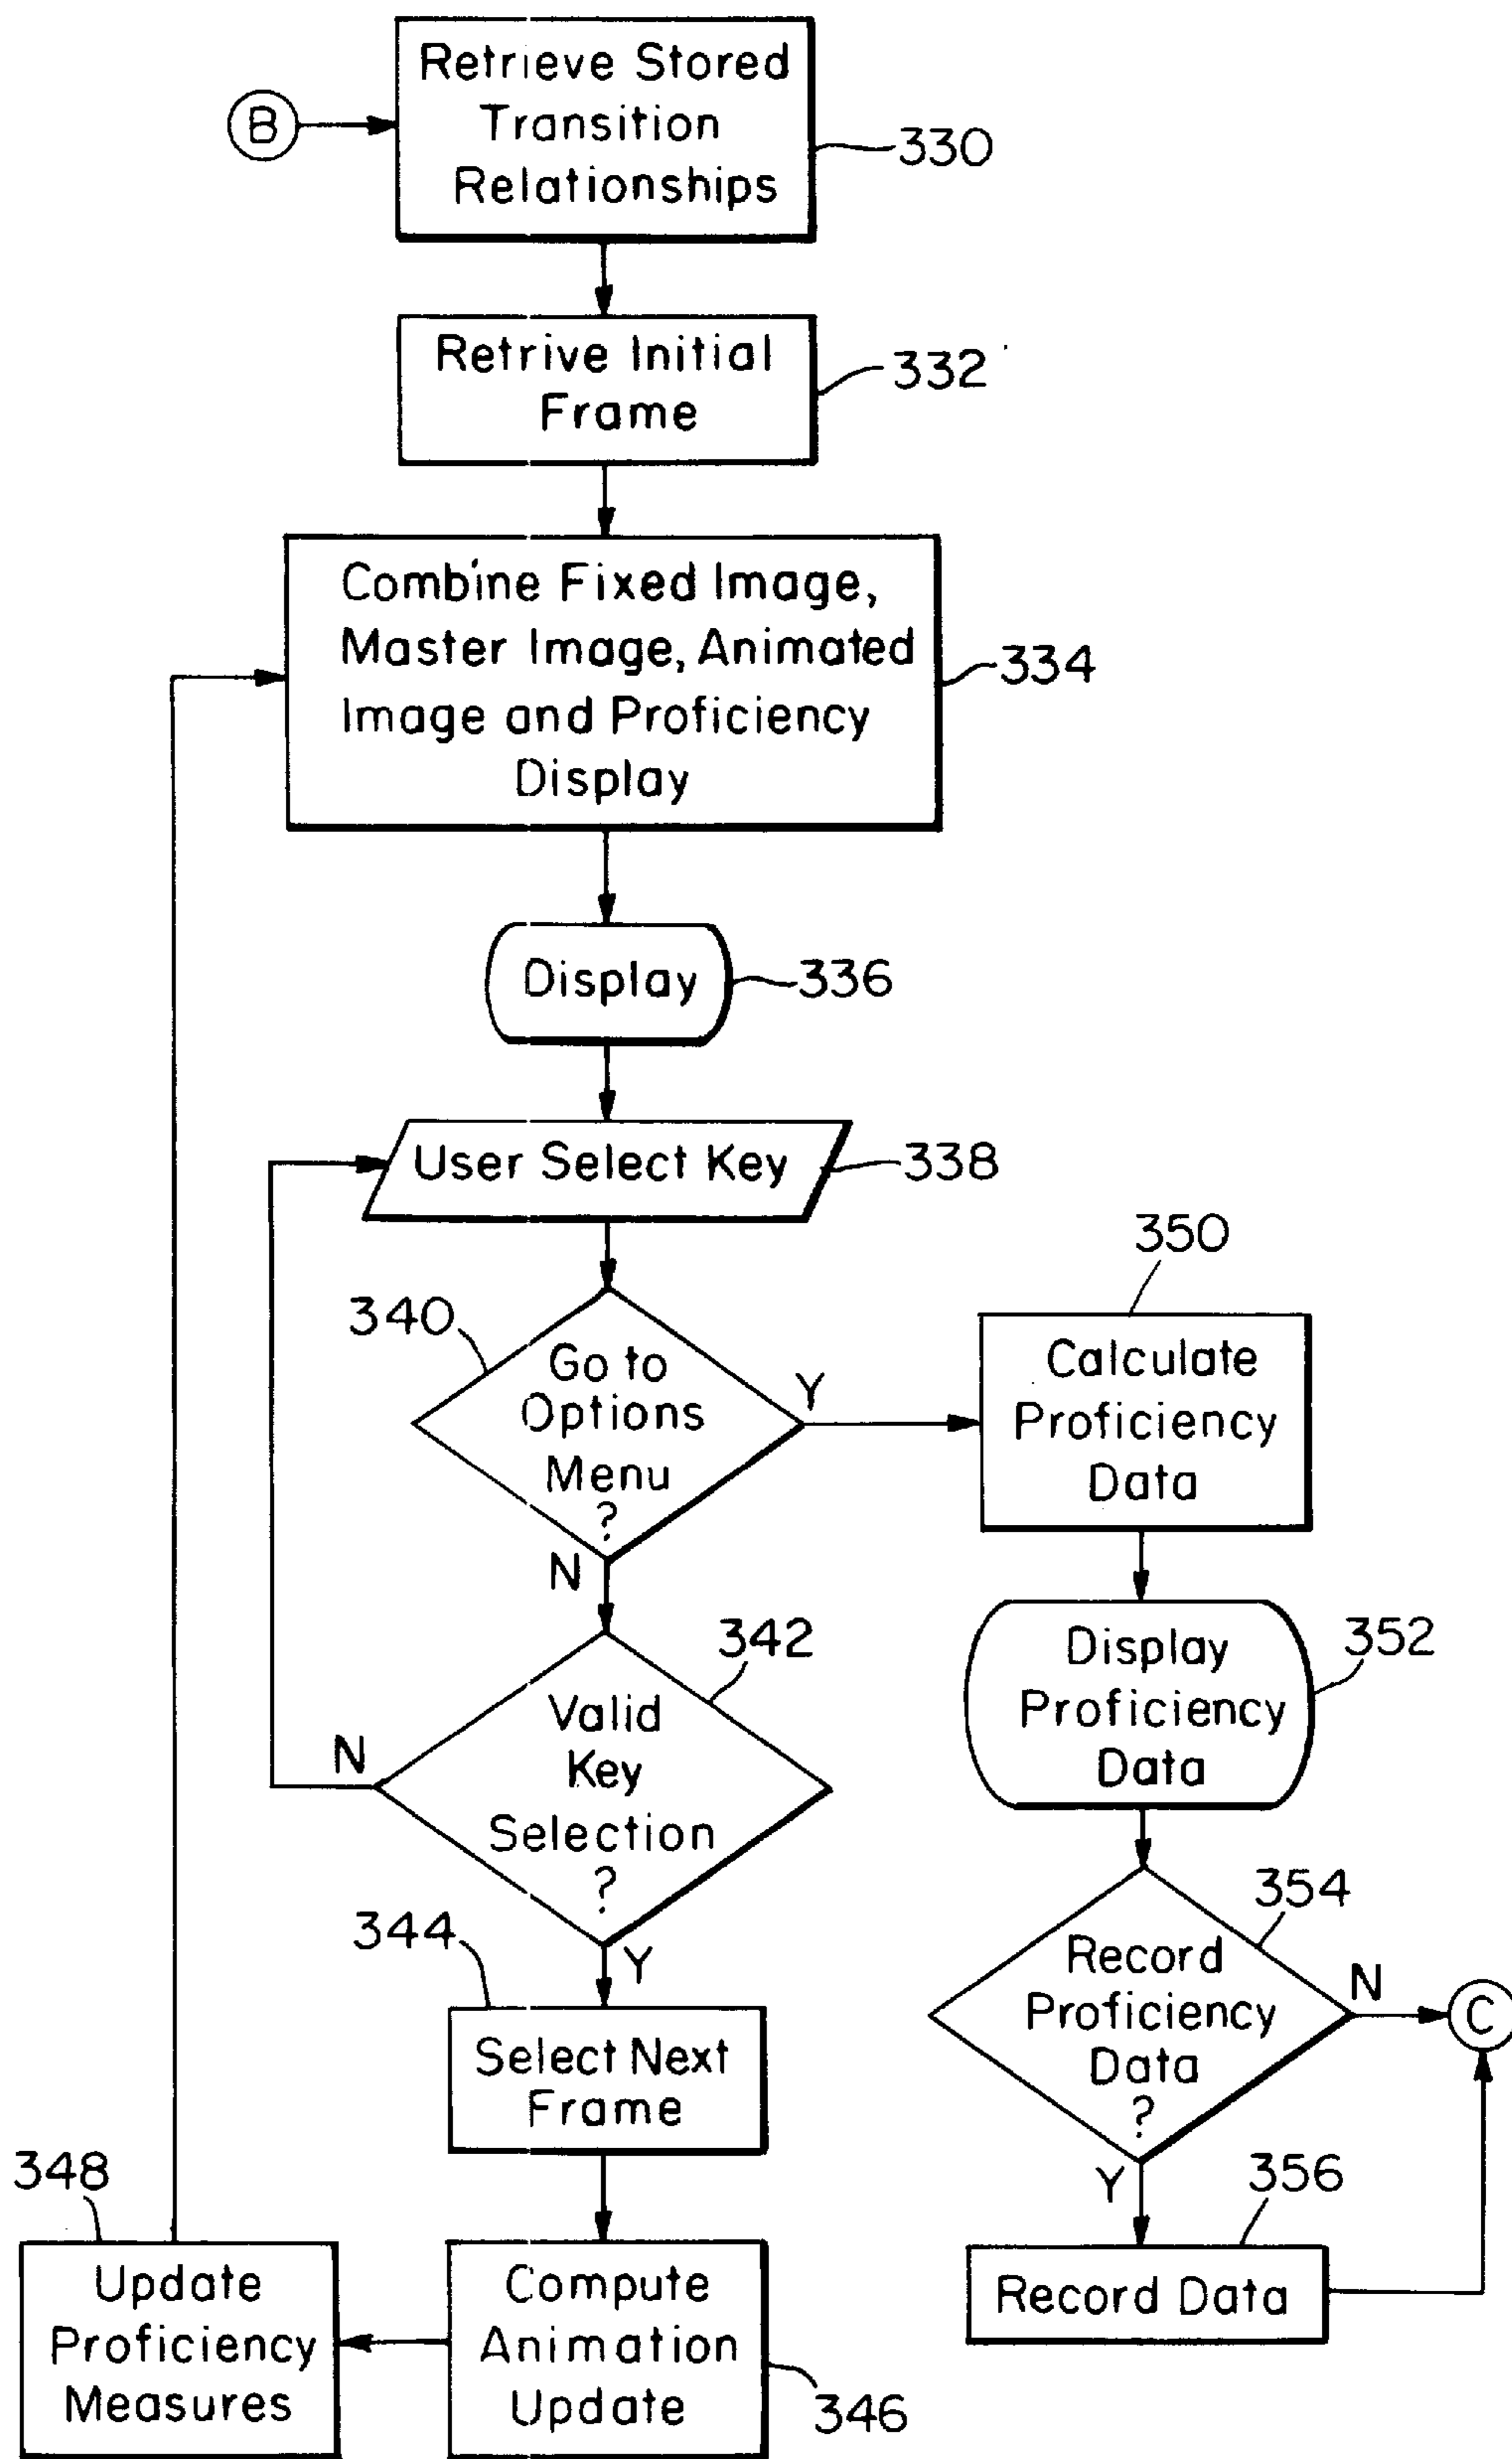 Retrieve Stored
Transition
Relationships
B
330
Retrive Initial
Frame
332
Combine Fixed Image,
Master Image, Animated
Image and Proficiency
Display
334
Display
336
User Select Key
338
340
Go to
Options
Menu
?
Y
N
350
Calculate
Proficiency
Data
342
Valid
Key
Selection
?
N
Y
Display
Proficiency
Data
352
344
Select Next
Frame
354
Record
Proficiency
Data
?
N
C
Y
348
Update
Proficiency
Measures
Compute
Animation
Update
346
356
Record Data